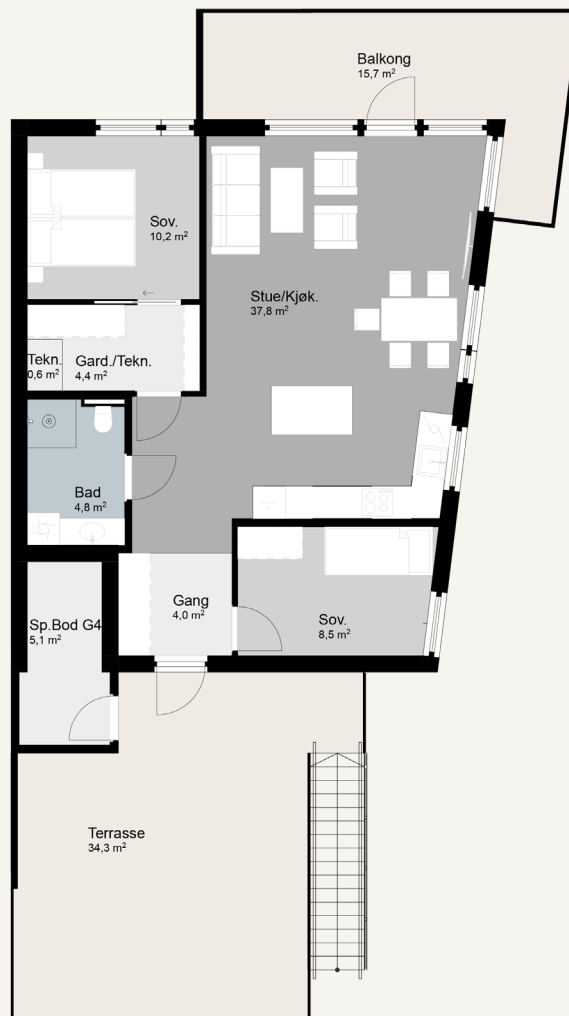 Balkong
15,7 m²
Sov.
10,2 m²
Stue/Kjøk.
37,8 m²
Tekn.
0,6 m²
Gard./Tekn.
4,4 m²
Bad
4,8 m²
Gang
4,0 m²
Sov.
8,5 m²
Sp.Bod G4
5,1 m²
Terrasse
34,3 m²